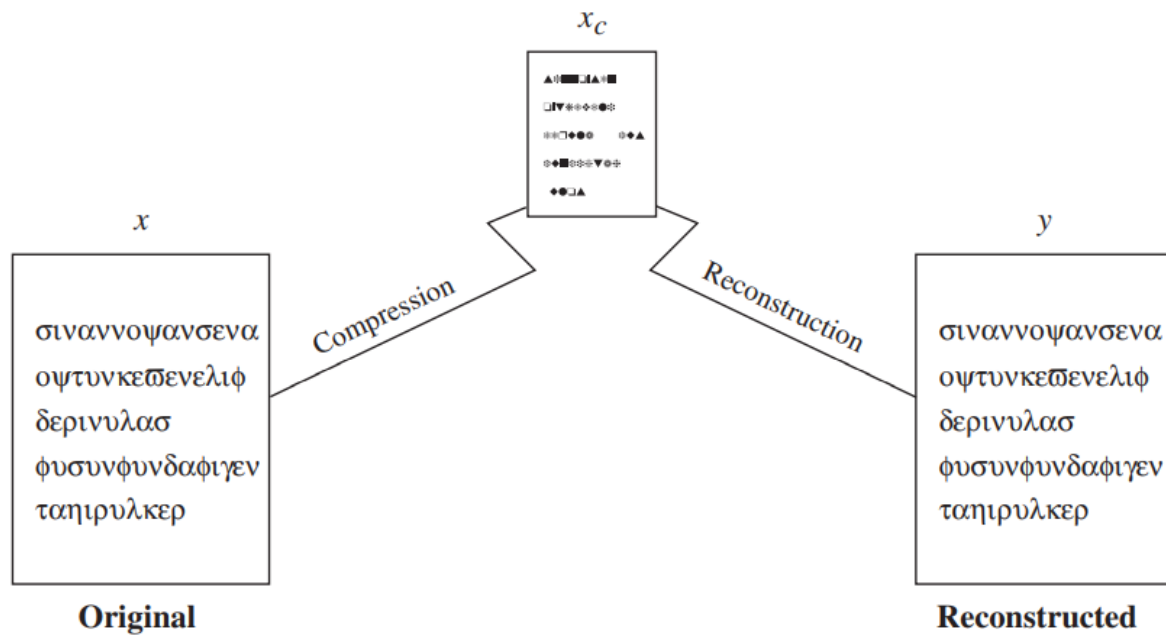 x_c
▲❄■■❑❙▲✳■
❑❙▼✳✳❖✳●❄
✳✳❒◆●❁ ❄◆▲
❄◆■❄❄✳▼❁❉
◆●❑▲
x
Compression
Reconstruction
y
σιναννοψανσενα
οψτυνκεϖενελιφ
δερινυλασ
φυσυνφυνδαφιγεν
ταηιρυλκερ
Original
σιναννοψανσενα
οψτυνκεϖενελιφ
δερινυλασ
φυσυνφυνδαφιγεν
ταηιρυλκερ
Reconstructed